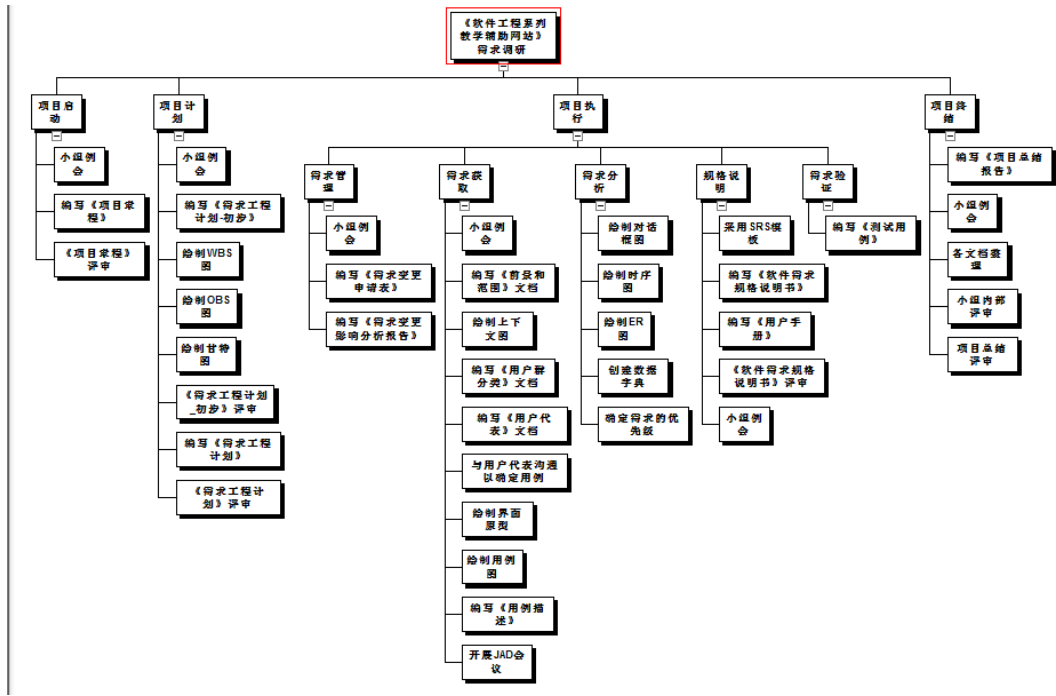 《软件工程系列
教学辅助网站》
需求调研
项目启
动
小组例
会
编写《项目章
程》
《项目章程》
评审
项目计
划
小组例
会
编写《需求工程
计划-初步》
绘制WBS
图
绘制OBS
图
绘制甘特
图
《需求工程计划
_初步》评审
编写《需求工程
计划》
《需求工程计
划》评审
项目执
行
需求管
理
小组例
会
编写《需求变更
申请表》
编写《需求变更
影响分析报告》
需求获
取
小组例
会
编写《前景和
范围》文档
绘制上下
文图
编写《用户群
分类》文档
编写《用户代
表》文档
与用户代表沟通
以确定用例
绘制界面
原型
绘制用例
图
编写《用例描
述》
开展JAD会
议
需求分
析
绘制对话
框图
绘制时序
图
绘制ER
图
创建数据
字典
确定需求的优
先级
规格说
明
采用SRS模
板
编写《软件需求
规格说明书》
编写《用户手
册》
《软件需求规格
说明书》评审
小组例
会
需求验
证
编写《测试用
例》
项目终
结
编写《项目总结
报告》
小组例
会
各文档整
理
小组内部
评审
项目总结
评审